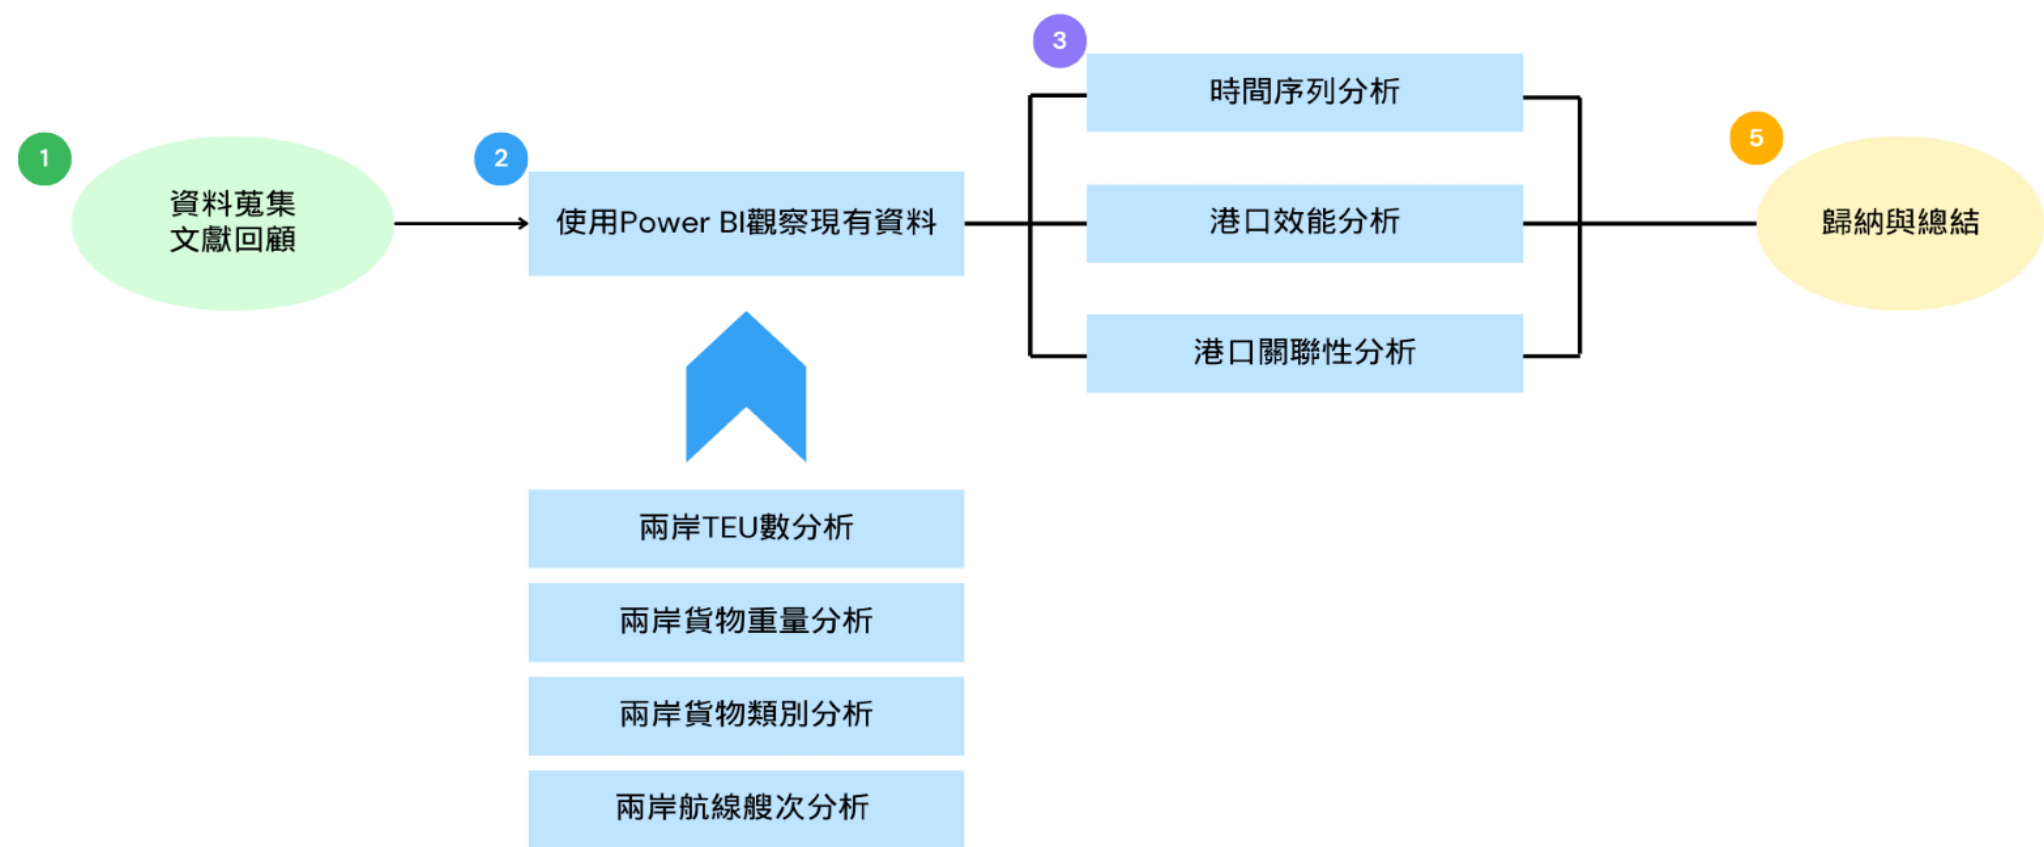 1
資料蒐集
文獻回顧
2
使用Power BI觀察現有資料
兩岸TEU數分析
兩岸貨物重量分析
兩岸貨物類別分析
兩岸航線艘次分析
3
時間序列分析
港口效能分析
港口關聯性分析
5
歸納與總結